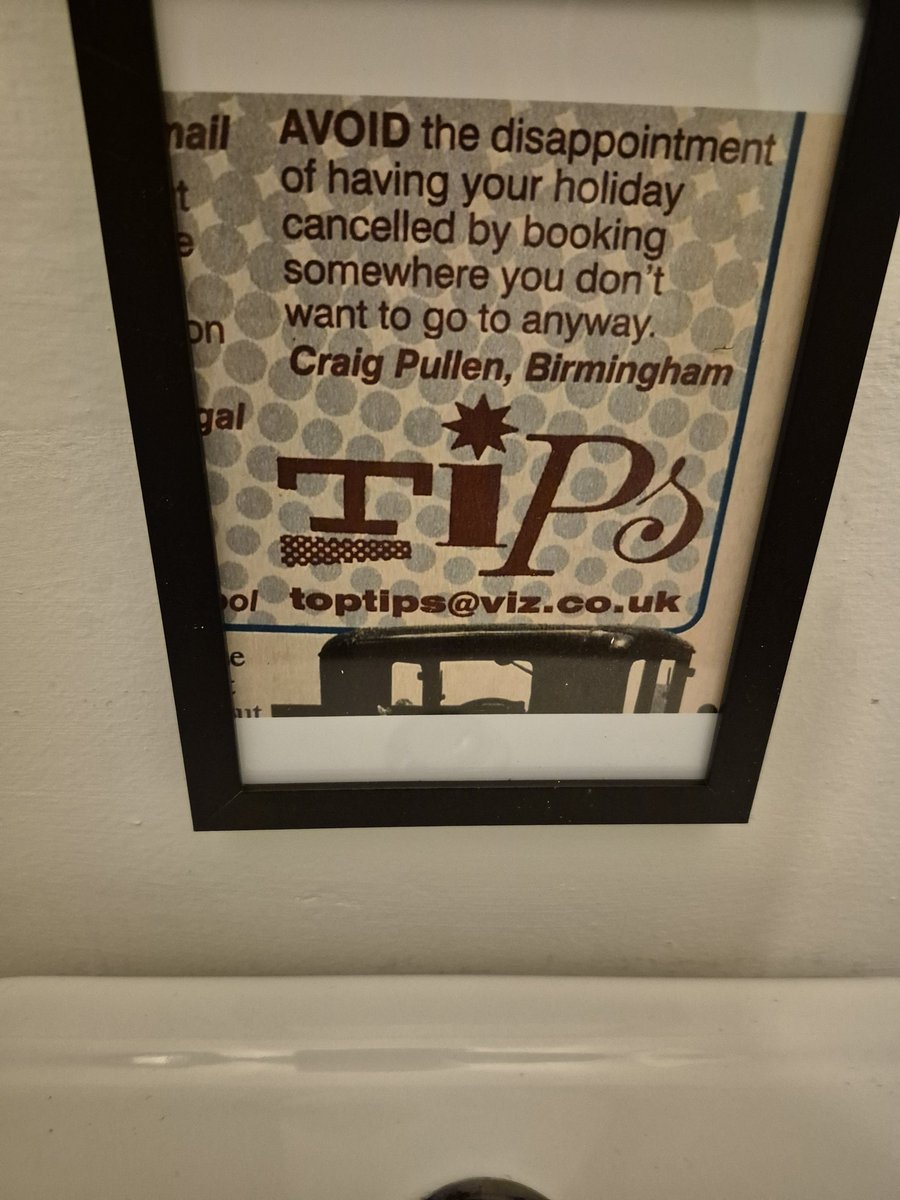 AVOID the disappointment
of having your holiday
cancelled by booking
somewhere you don't
want to go to anyway.
Craig Pullen, Birmingham
TiPs
toptips@viz.co.uk